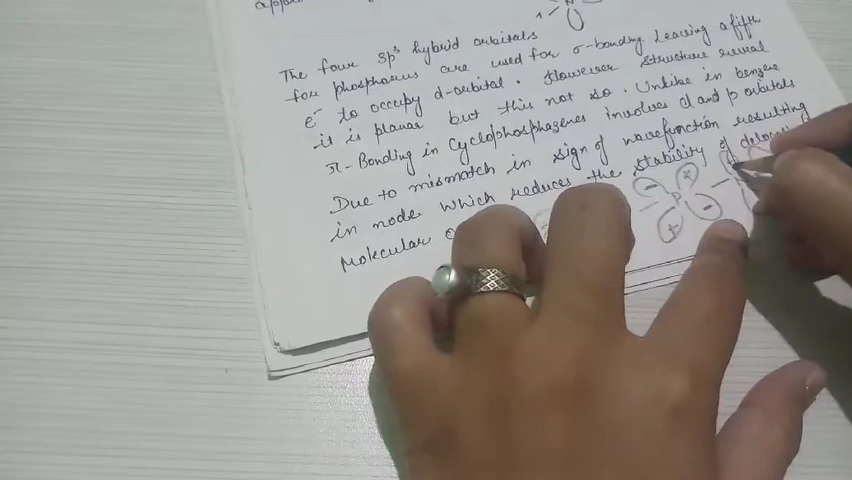 The four sp³ hybrid orbitals
for phosphorus are used for σ-bonding. Leaving a fifth
e⁻ to occupy d-orbital. However structure reveal
it is planar but this not so. Unlike in benzene
π-Bonding in Cyclophosphazenes involves d and p orbitals
Due to mismatch in sign of wavefunction resulting
in node which reduces the stability of
Molecular
P